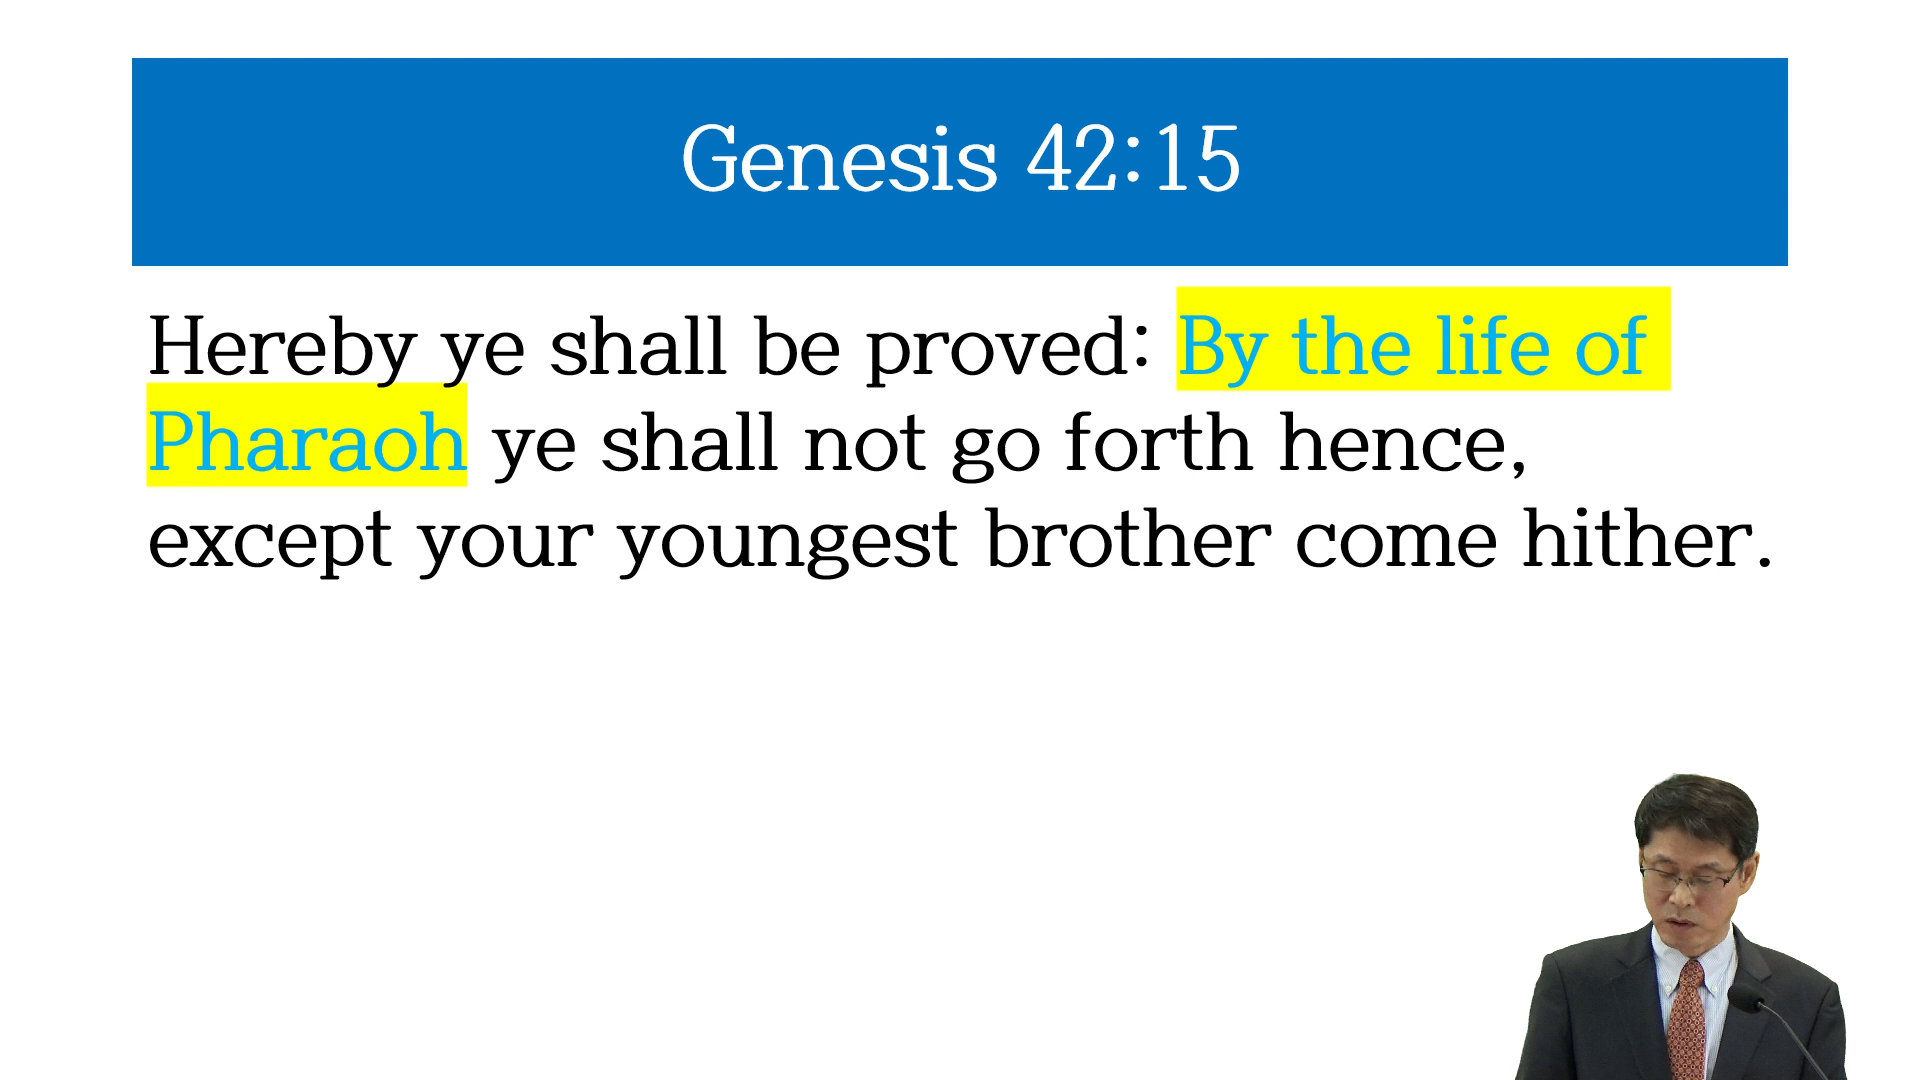 Genesis 42:15
Hereby ye shall be proved: By the life of
Pharaoh ye shall not go forth hence,
except your youngest brother come hither.